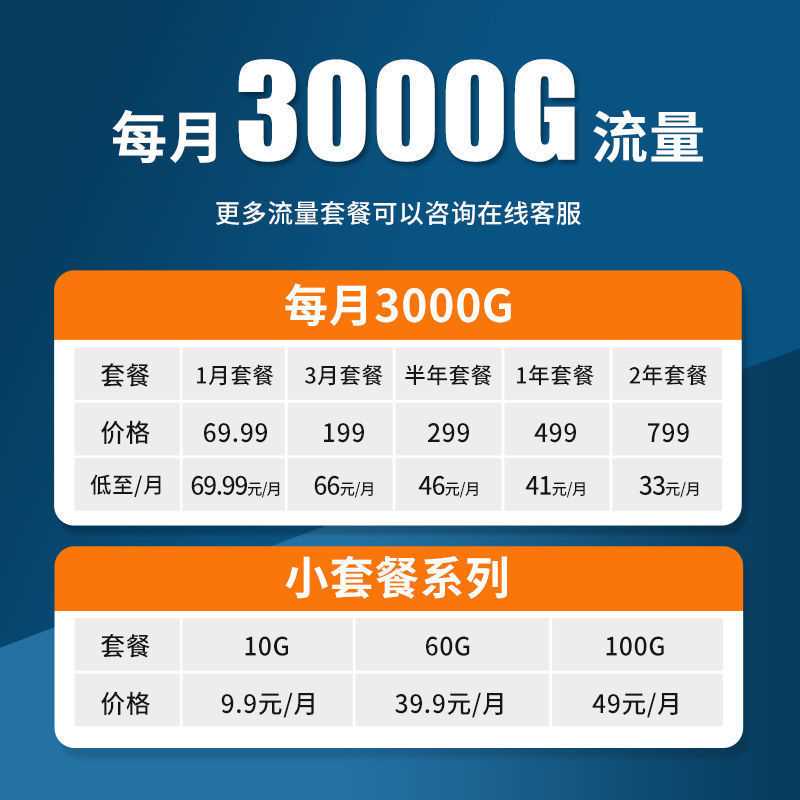 每月3000G流量
更多流量套餐可以咨询在线客服
每月3000G
套餐 1月套餐 3月套餐 半年套餐 1年套餐 2年套餐
价格 69.99 199 299 499 799
低至/月 69.99元/月 66元/月 46元/月 41元/月 33元/月
小套餐系列
套餐 10G 60G 100G
价格 9.9元/月 39.9元/月 49元/月